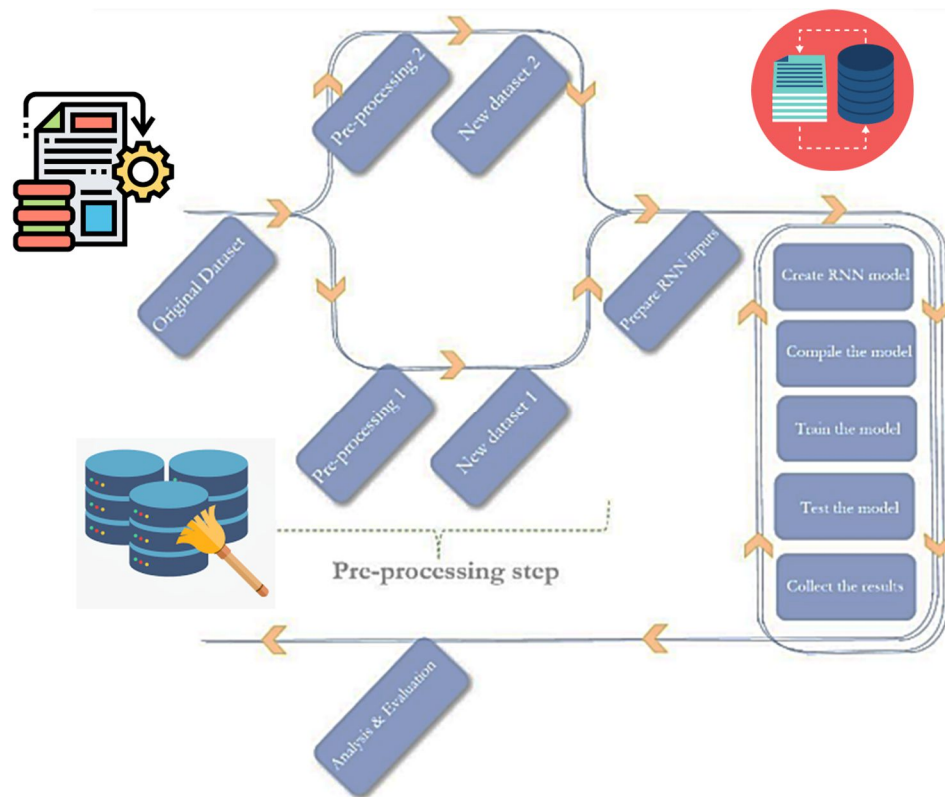 Pre-processing 2
New dataset 2
Original Dataset
Prepare RNN inputs
Pre-processing 1
New dataset 1
Create RNN model
Compile the model
Train the model
Test the model
Collect the results
Pre-processing step
Analysis & Evaluation